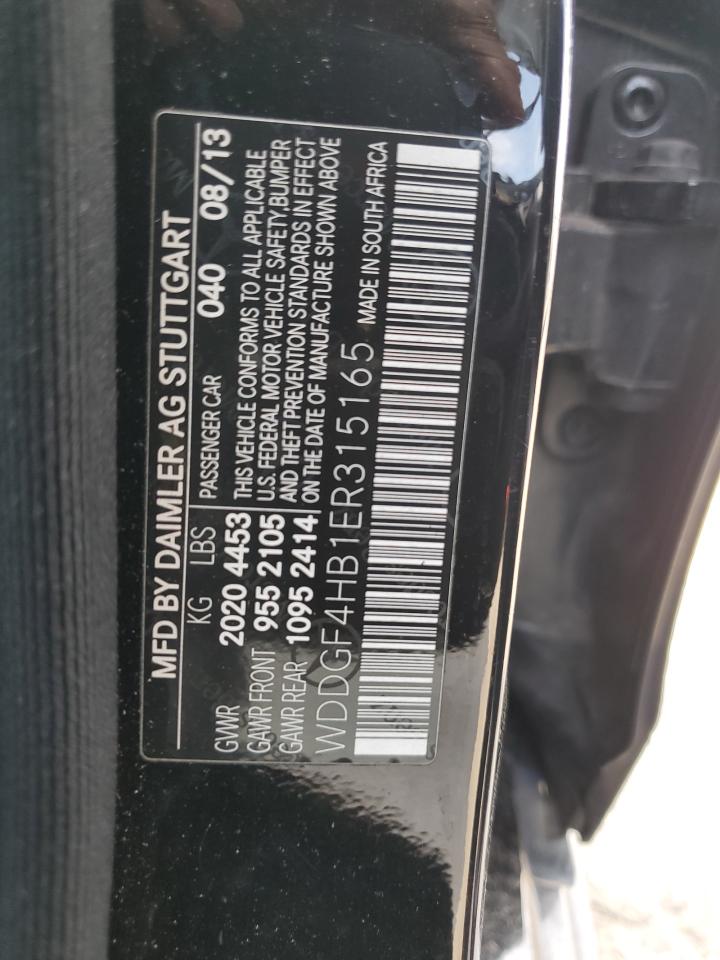 MFD BY DAIMLER AG STUTTGART
KG LBS PASSENGER CAR 040 08/13
GVWR 2020 4453 THIS VEHICLE CONFORMS TO ALL APPLICABLE
GAWR FRONT 955 2105 U.S. FEDERAL MOTOR VEHICLE SAFETY,BUMPER
GAWR REAR 1095 2414 AND THEFT PREVENTION STANDARDS IN EFFECT
ON THE DATE OF MANUFACTURE SHOWN ABOVE
WDDGF4HB1ER315165 MADE IN SOUTH AFRICA